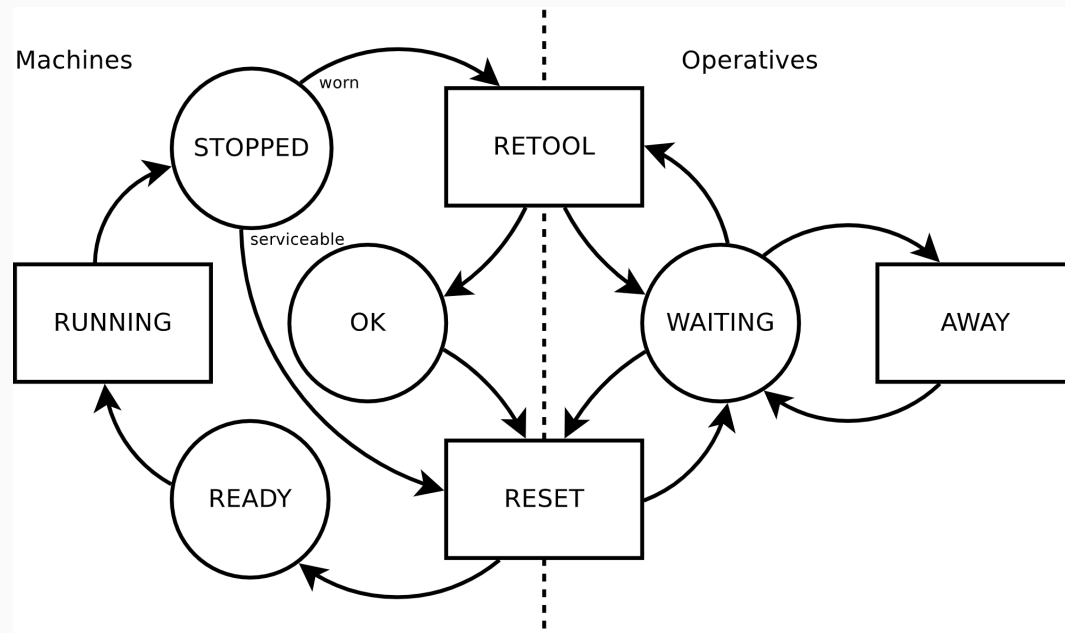 Machines
Operatives
worn
STOPPED
RETOOL
serviceable
RUNNING
OK
WAITING
AWAY
READY
RESET